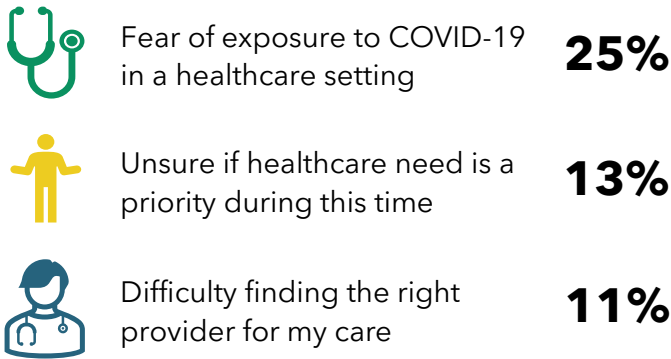 Fear of exposure to COVID-19
in a healthcare setting
25%
Unsure if healthcare need is a
priority during this time
13%
Difficulty finding the right
provider for my care
11%